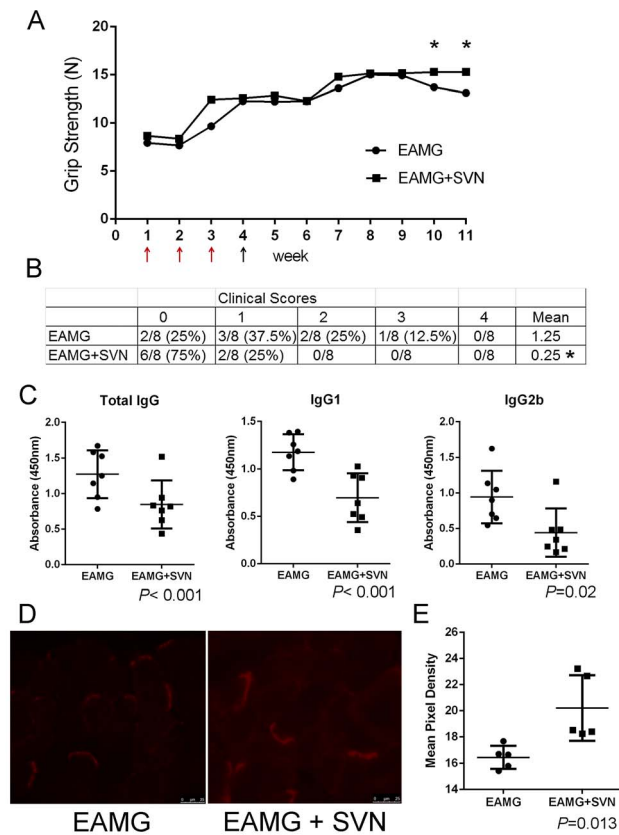 A
Grip Strength (N)
20
15
10
5
0
* *
EAMG
EAMG+SVN
0 1 2 3 4 5 6 7 8 9 10 11
week
B
Clinical Scores
0 1 2 3 4 Mean
EAMG 2/8 (25%) 3/8 (37.5%) 2/8 (25%) 1/8 (12.5%) 0/8 1.25
EAMG+SVN 6/8 (75%) 2/8 (25%) 0/8 0/8 0/8 0.25 *
C
Total IgG
Absorbance (450nm)
2.0
1.5
1.0
0.5
0.0
EAMG EAMG+SVN
P< 0.001
IgG1
Absorbance (450nm)
1.5
1.0
0.5
0.0
EAMG EAMG+SVN
P< 0.001
IgG2b
Absorbance (450nm)
2.0
1.5
1.0
0.5
0.0
EAMG EAMG+SVN
P=0.02
D
0 µm 25
0 µm 25
EAMG
EAMG + SVN
E
Mean Pixel Density
26
24
22
20
18
16
14
EAMG EAMG+SVN
P=0.013